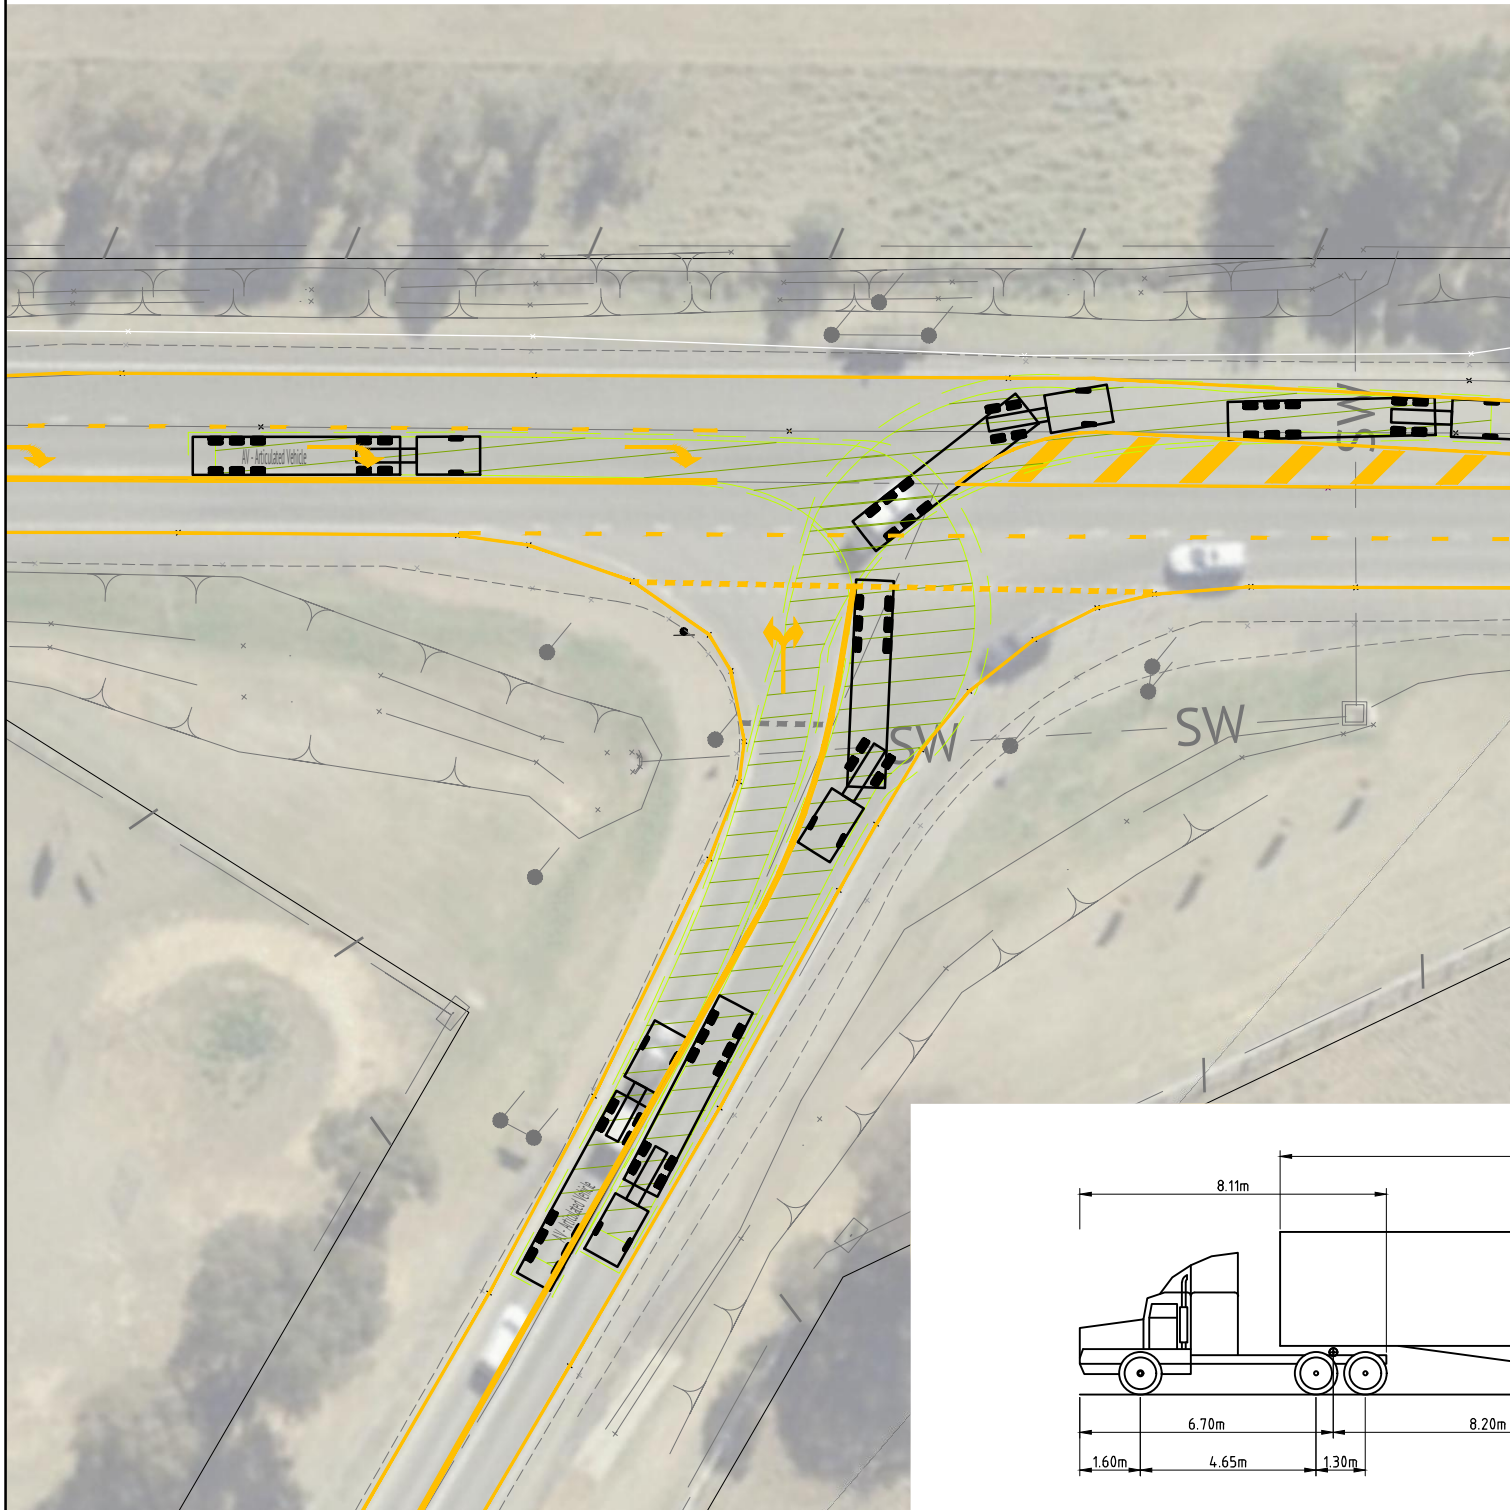 SW
AV - Articulated Vehicle
SW
SW
AV - Articulated Vehicle
8.11m
6.70m
8.20m
1.60m
4.65m
1.30m